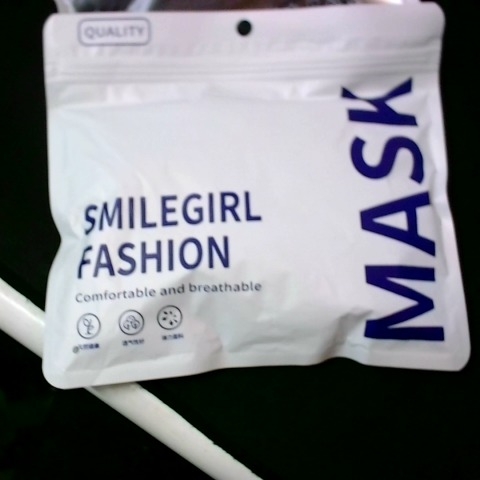 QUALITY
SMILEGIRL
FASHION
Comfortable and breathable
MASK